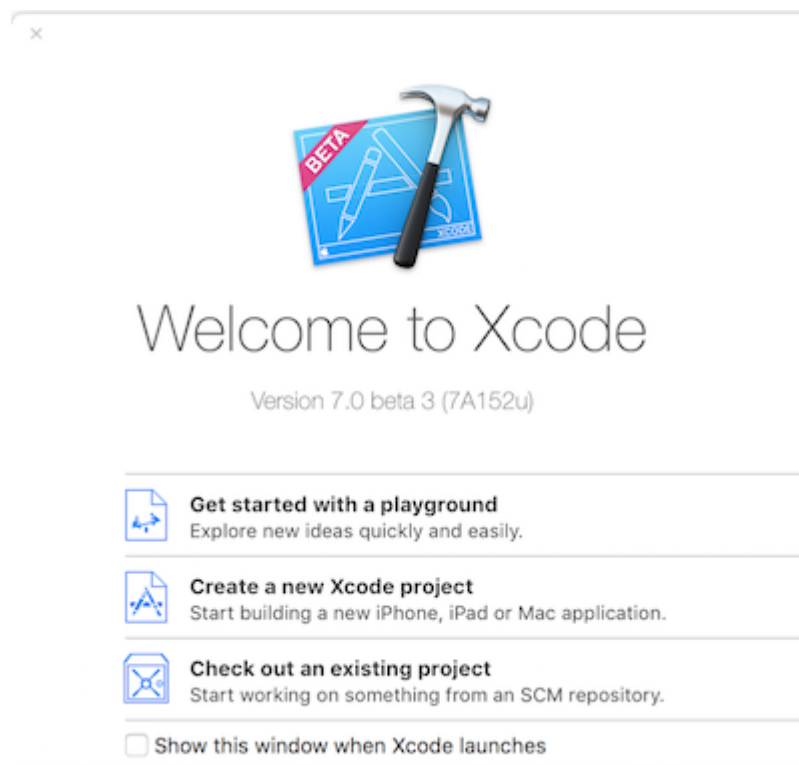 BETA
XCODE
Welcome to Xcode
Version 7.0 beta 3 (7A152u)
Get started with a playground
Explore new ideas quickly and easily.
Create a new Xcode project
Start building a new iPhone, iPad or Mac application.
Check out an existing project
Start working on something from an SCM repository.
Show this window when Xcode launches